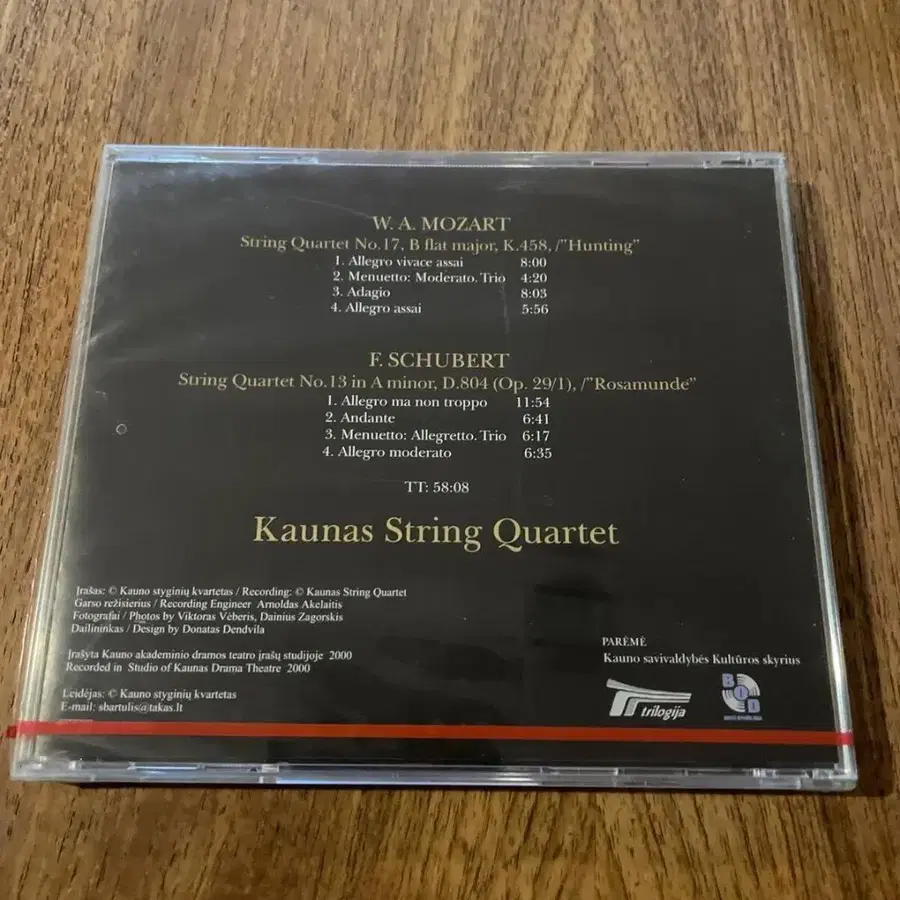 W. A. MOZART
String Quartet No.17, B flat major, K.458, /"Hunting"
1. Allegro vivace assai 8:00
2. Menuetto: Moderato. Trio 4:20
3. Adagio 8:03
4. Allegro assai 5:56
F. SCHUBERT
String Quartet No.13 in A minor, D.804 (Op. 29/1), /"Rosamunde"
1. Allegro ma non troppo 11:54
2. Andante 6:41
3. Menuetto: Allegretto. Trio 6:17
4. Allegro moderato 6:35
TT: 58:08
Kaunas String Quartet
Įrašas: © Kauno styginių kvartetas / Recording: © Kaunas String Quartet
Garso režisierius / Recording Engineer Arnoldas Akelaitis
Fotografai / Photos by Viktoras Vėberis, Dainius Zagorskis
Dailininkas / Design by Donatas Dendvila
Įrašyta Kauno akademinio dramos teatro įrašų studijoje 2000
Recorded in Studio of Kaunas Drama Theatre 2000
Leidėjas: © Kauno styginių kvartetas
E-mail: sbartulis@takas.lt
PARĖMĖ
Kauno savivaldybės Kultūros skyrius
trilogija
BOD